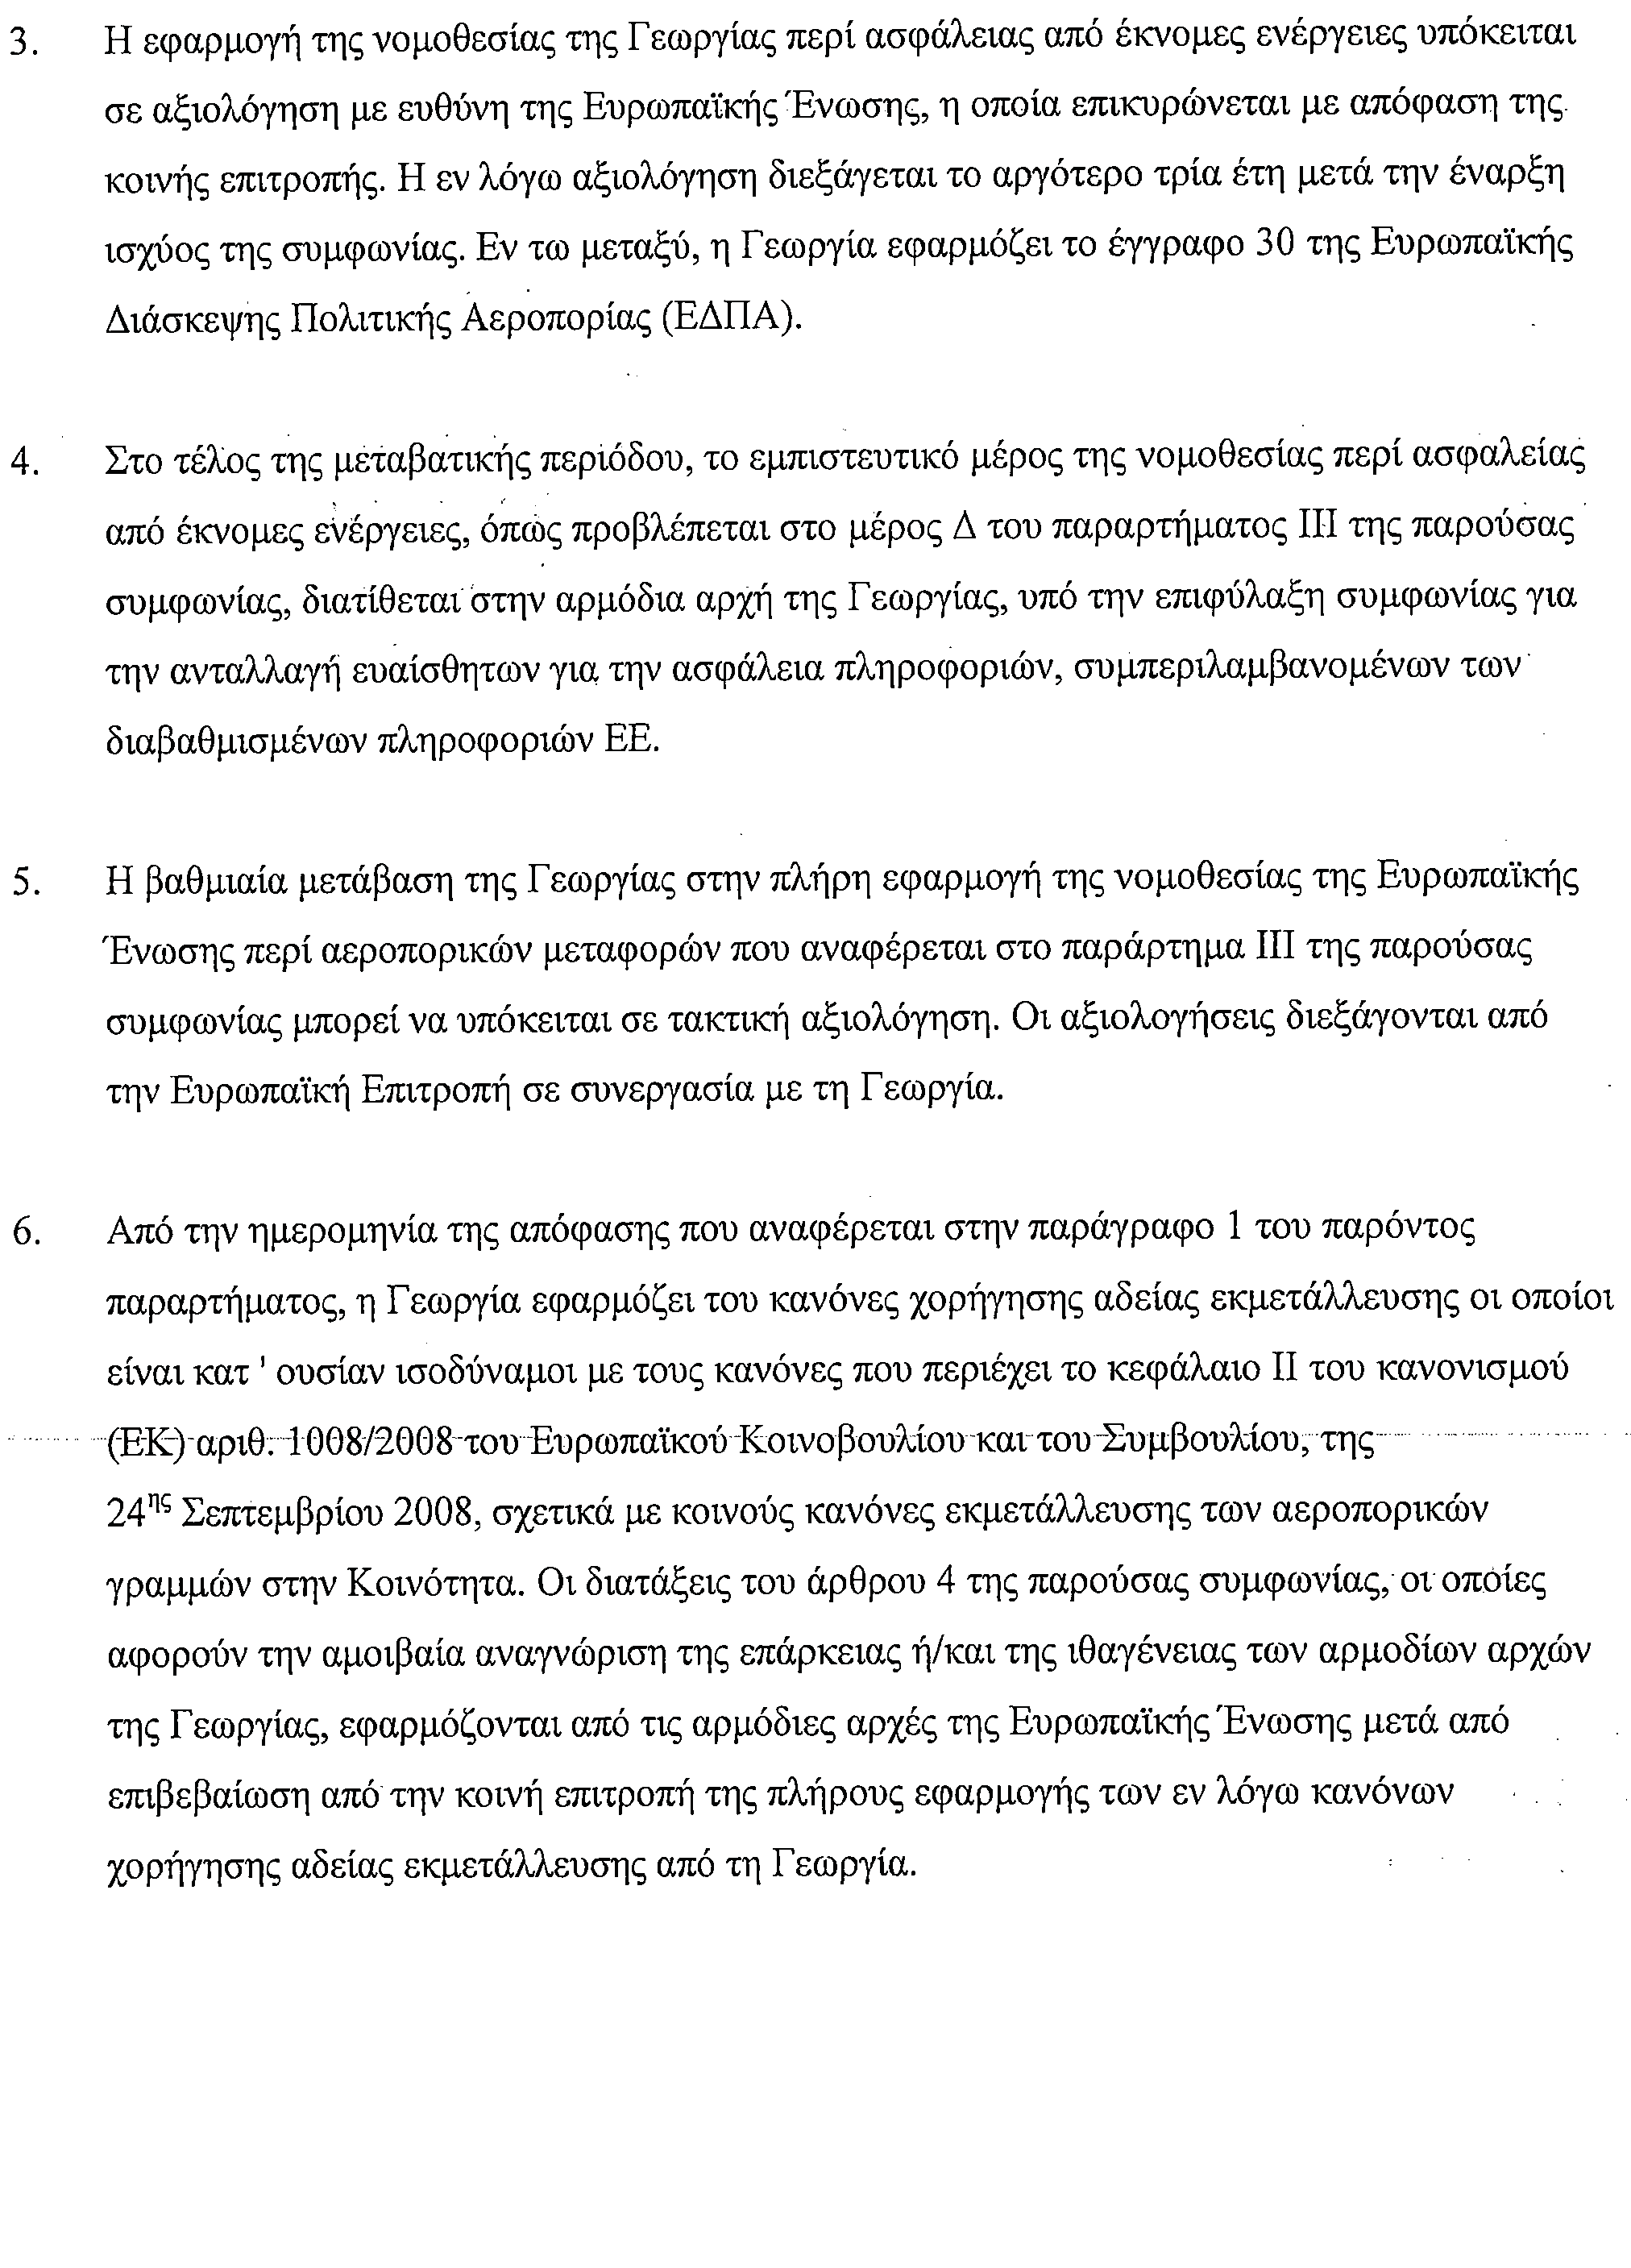 3. Η εφαρμογή της νομοθεσίας της Γεωργίας περί ασφάλειας από έκνομες ενέργειες υπόκειται
σε αξιολόγηση με ευθύνη της Ευρωπαϊκής Ένωσης, η οποία επικυρώνεται με απόφαση της
κοινής επιτροπής. Η εν λόγω αξιολόγηση διεξάγεται το αργότερο τρία έτη μετά την έναρξη
ισχύος της συμφωνίας. Εν τω μεταξύ, η Γεωργία εφαρμόζει το έγγραφο 30 της Ευρωπαϊκής
Διάσκεψης Πολιτικής Αεροπορίας (ΕΔΠΑ).
4. Στο τέλος της μεταβατικής περιόδου, το εμπιστευτικό μέρος της νομοθεσίας περί ασφαλείας
από έκνομες ενέργειες, όπως προβλέπεται στο μέρος Δ του παραρτήματος ΙΙΙ της παρούσας
συμφωνίας, διατίθεται στην αρμόδια αρχή της Γεωργίας, υπό την επιφύλαξη συμφωνίας για
την ανταλλαγή ευαίσθητων για την ασφάλεια πληροφοριών, συμπεριλαμβανομένων των
διαβαθμισμένων πληροφοριών ΕΕ.
5. Η βαθμιαία μετάβαση της Γεωργίας στην πλήρη εφαρμογή της νομοθεσίας της Ευρωπαϊκής
Ένωσης περί αεροπορικών μεταφορών που αναφέρεται στο παράρτημα ΙΙΙ της παρούσας
συμφωνίας μπορεί να υπόκειται σε τακτική αξιολόγηση. Οι αξιολογήσεις διεξάγονται από
την Ευρωπαϊκή Επιτροπή σε συνεργασία με τη Γεωργία.
6. Από την ημερομηνία της απόφασης που αναφέρεται στην παράγραφο 1 του παρόντος
παραρτήματος, η Γεωργία εφαρμόζει του κανόνες χορήγησης αδείας εκμετάλλευσης οι οποίοι
είναι κατ ' ουσίαν ισοδύναμοι με τους κανόνες που περιέχει το κεφάλαιο ΙΙ του κανονισμού
(ΕΚ) αριθ. 1008/2008 του Ευρωπαϊκού Κοινοβουλίου και του Συμβουλίου, της
24ης Σεπτεμβρίου 2008, σχετικά με κοινούς κανόνες εκμετάλλευσης των αεροπορικών
γραμμών στην Κοινότητα. Οι διατάξεις του άρθρου 4 της παρούσας συμφωνίας, οι οποίες
αφορούν την αμοιβαία αναγνώριση της επάρκειας ή/και της ιθαγένειας των αρμοδίων αρχών
της Γεωργίας, εφαρμόζονται από τις αρμόδιες αρχές της Ευρωπαϊκής Ένωσης μετά από
επιβεβαίωση από την κοινή επιτροπή της πλήρους εφαρμογής των εν λόγω κανόνων
χορήγησης αδείας εκμετάλλευσης από τη Γεωργία.